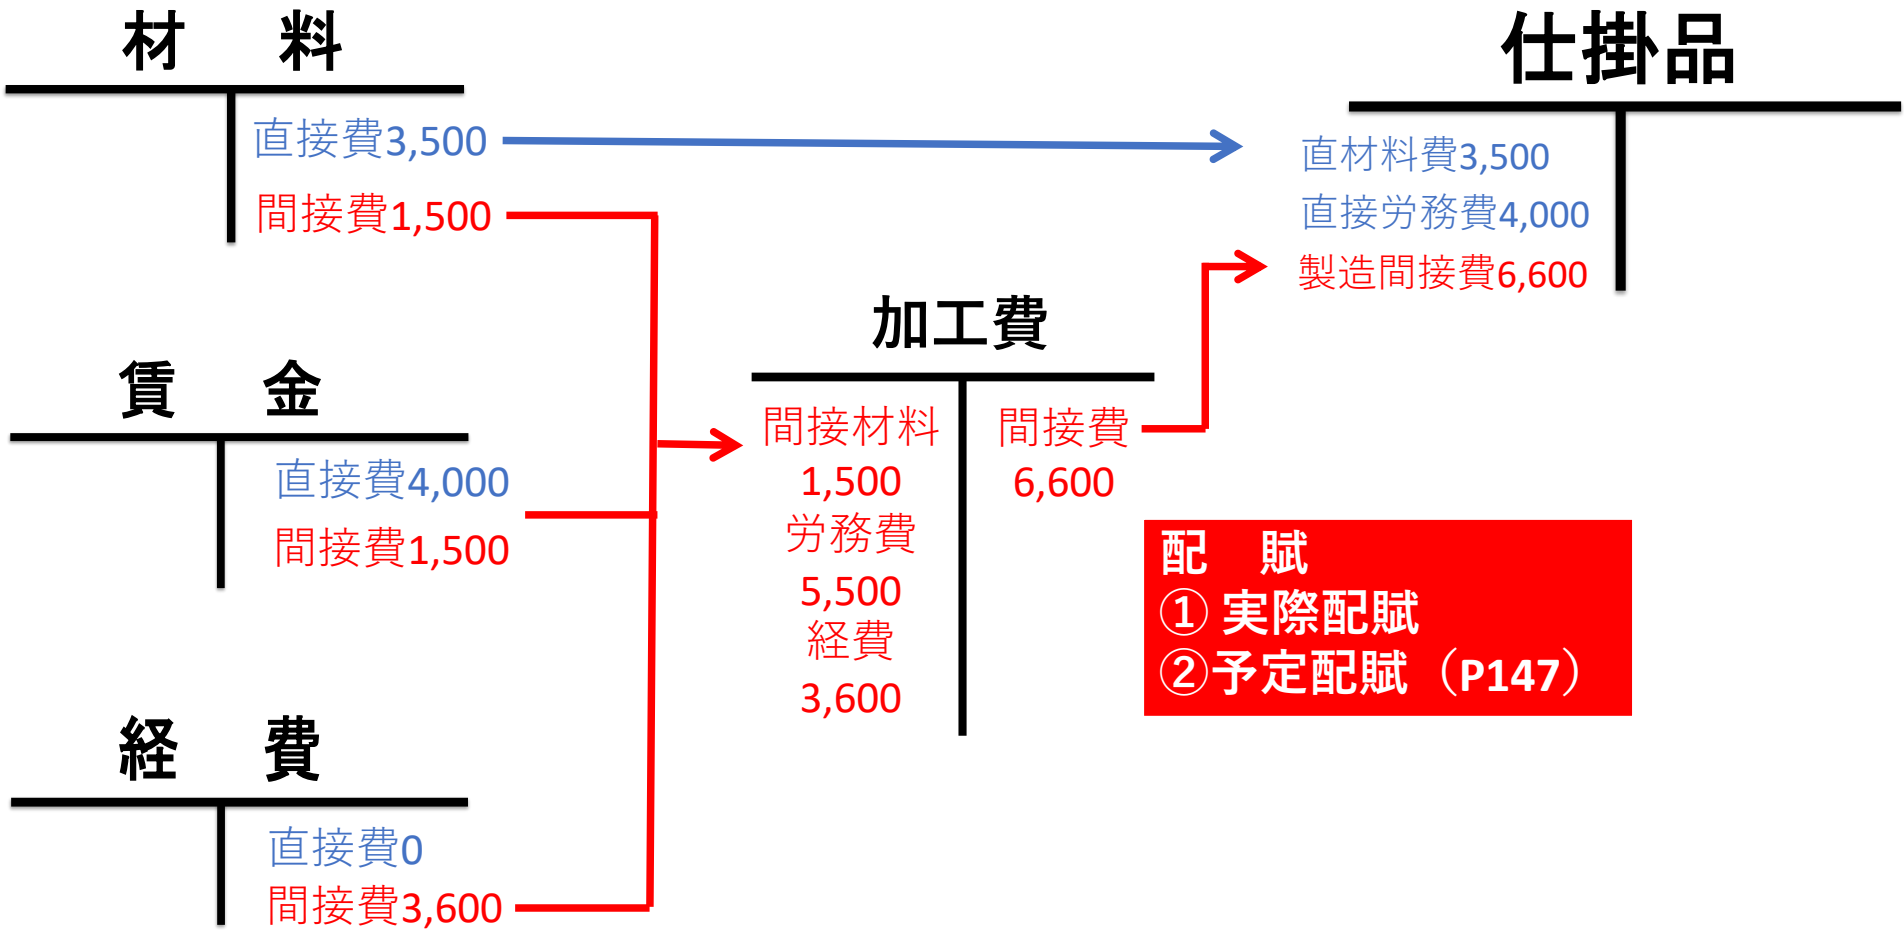 材　料
直接費3,500
間接費1,500
仕掛品
直材料費3,500
直接労務費4,000
製造間接費6,600
賃　金
直接費4,000
間接費1,500
加工費
間接材料
1,500
労務費
5,500
経費
3,600
間接費
6,600
配　賦
① 実際配賦
②予定配賦（P147）
経　費
直接費0
間接費3,600